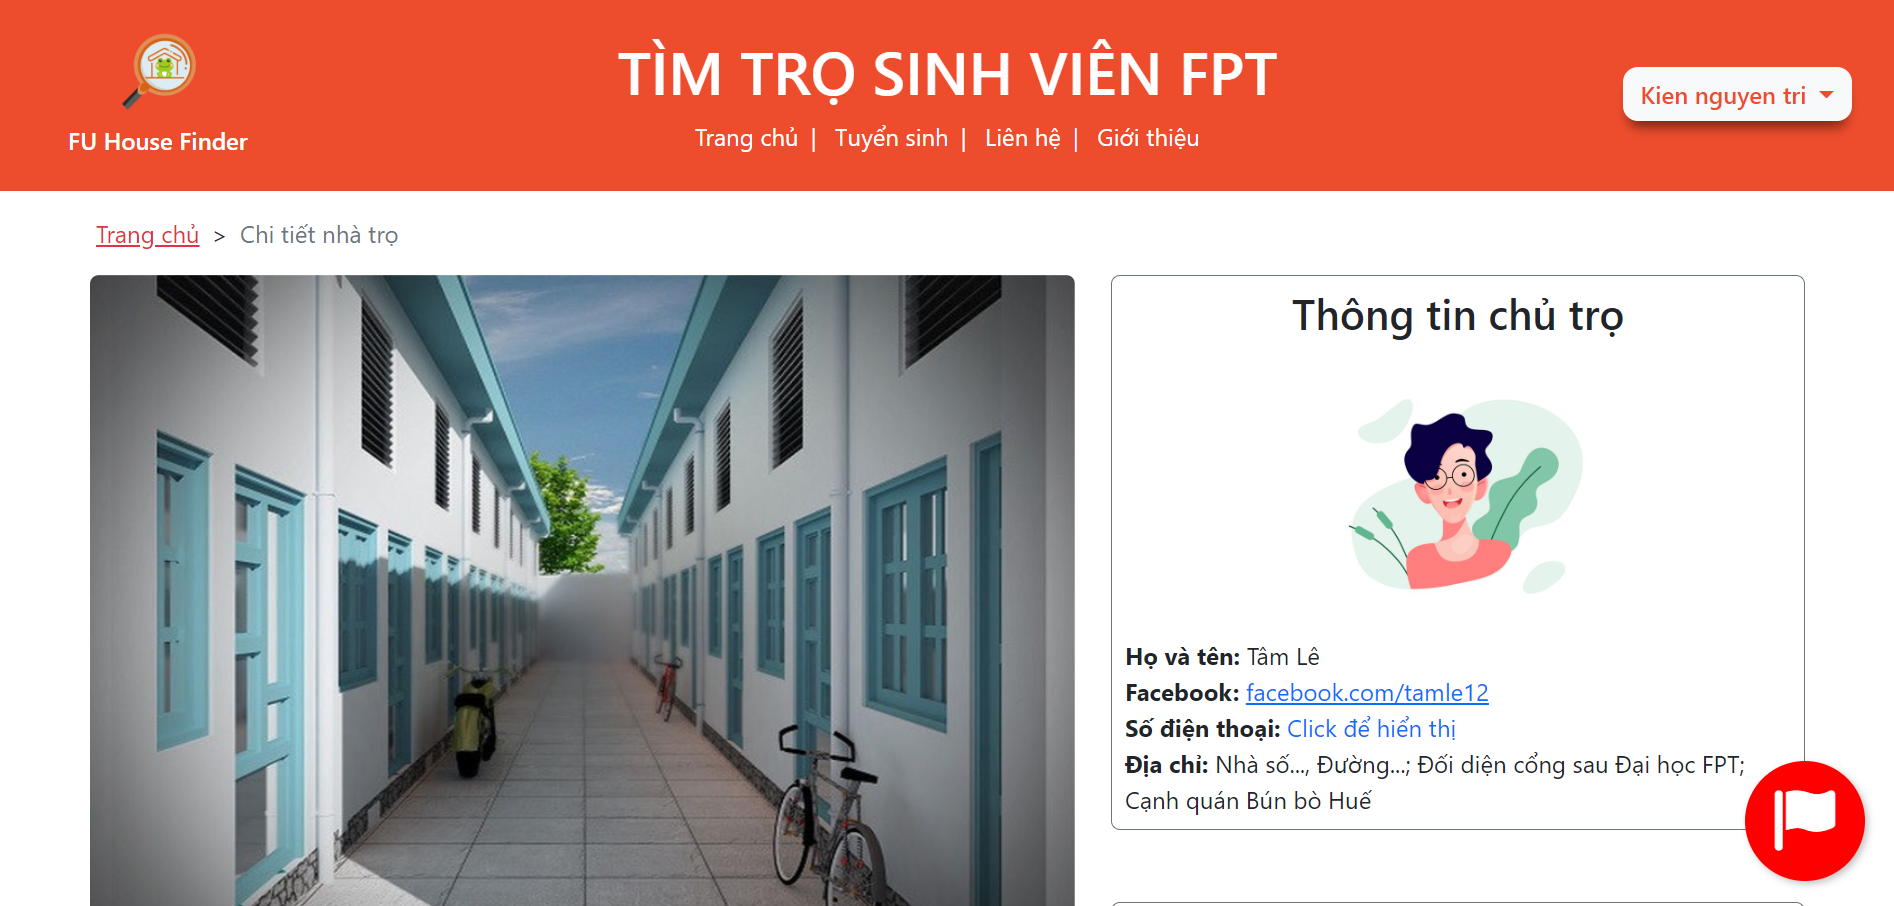 TÌM TRỌ SINH VIÊN FPT
FU House Finder
Trang chủ | Tuyển sinh | Liên hệ | Giới thiệu
Kien nguyen tri
Trang chủ > Chi tiết nhà trọ
Thông tin chủ trọ
Họ và tên: Tâm Lê
Facebook: facebook.com/tamle12
Số điện thoại: Click để hiển thị
Địa chỉ: Nhà số..., Đường...; Đối diện cổng sau Đại học FPT;
Cạnh quán Bún bò Huế